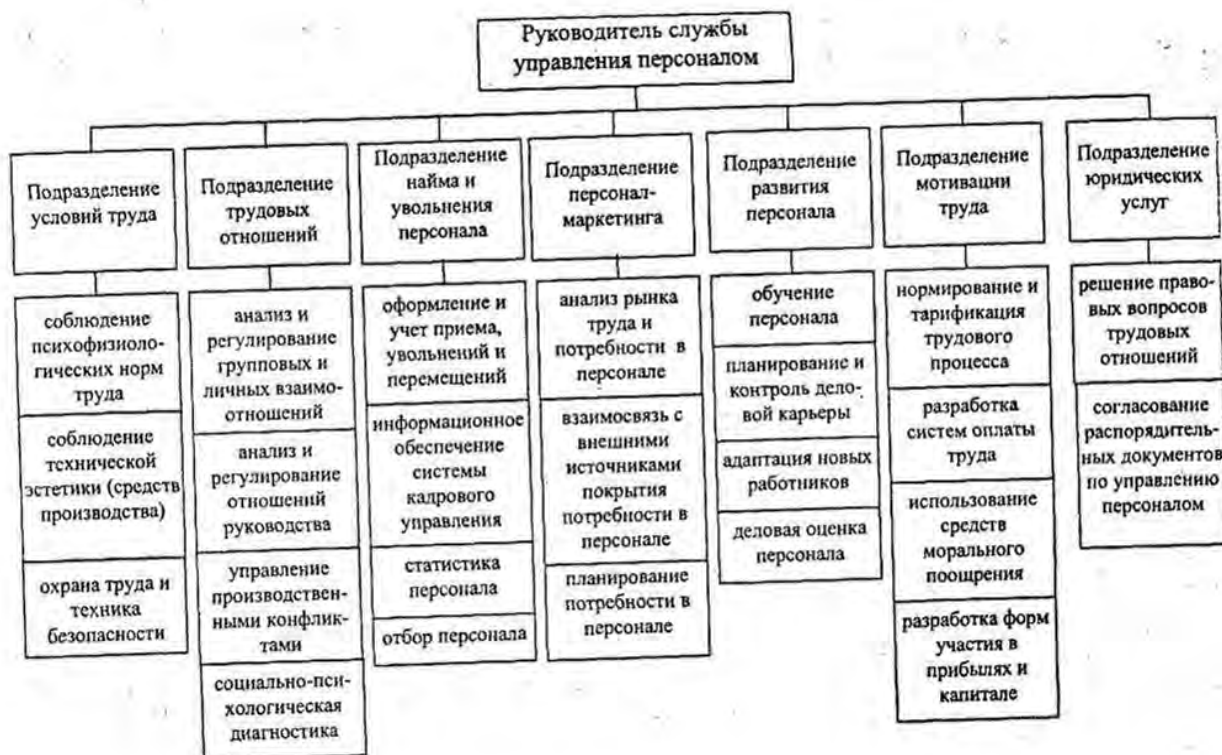 Руководитель службы
управления персоналом
Подразделение
условий труда
соблюдение
психофизиоло-
гических норм
труда
соблюдение
технической
эстетики (средств
производства)
охрана труда и
техника
безопасности
Подразделение
трудовых
отношений
анализ и
регулирование
групповых и
личных взаимо-
отношений
анализ и
регулирование
отношений
руководства
управление
производствен-
ными конфлик-
тами
социально-пси-
хологическая
диагностика
Подразделение
найма и
увольнения
персонала
оформление и
учет приема,
увольнений и
перемещений
информационное
обеспечение
системы
кадрового
управления
статистика
персонала
отбор персонала
Подразделение
персонал-
маркетинга
анализ рынка
труда и
потребности в
персонале
взаимосвязь с
внешними
источниками
покрытия
потребности в
персонале
планирование
потребности в
персонале
Подразделение
развития
персонала
обучение
персонала
планирование и
контроль дело-
вой карьеры
адаптация новых
работников
деловая оценка
персонала
Подразделение
мотивации
труда
нормирование и
тарификация
трудового
процесса
разработка
систем оплаты
труда
использование
средств
морального
поощрения
разработка форм
участия в
прибылях и
капитале
Подразделение
юридических
услуг
решение право-
вых вопросов
трудовых
отношений
согласование
распорядитель-
ных документов
по управлению
персоналом